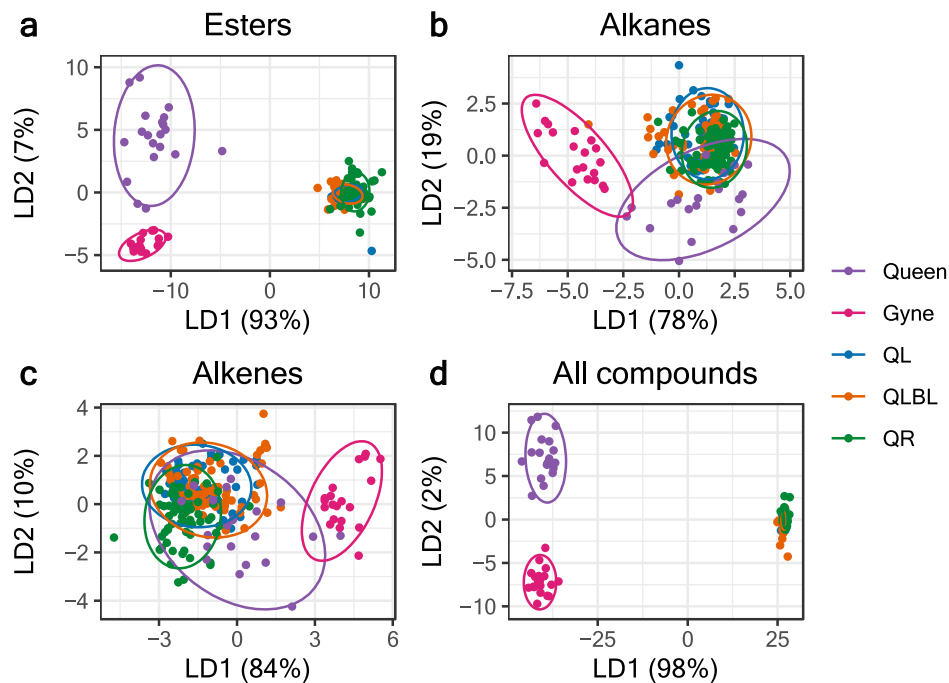 a Esters
10
5
0
−5
LD2 (7%)
−10 0 10
LD1 (93%)
b Alkanes
2.5
0.0
−2.5
−5.0
LD2 (19%)
−7.5 −5.0 −2.5 0.0 2.5 5.0
LD1 (78%)
c Alkenes
4
2
0
−2
−4
LD2 (10%)
−3 0 3 6
LD1 (84%)
d All compounds
10
5
0
−5
−10
LD2 (2%)
−25 0 25
LD1 (98%)
Queen
Gyne
QL
QLBL
QR